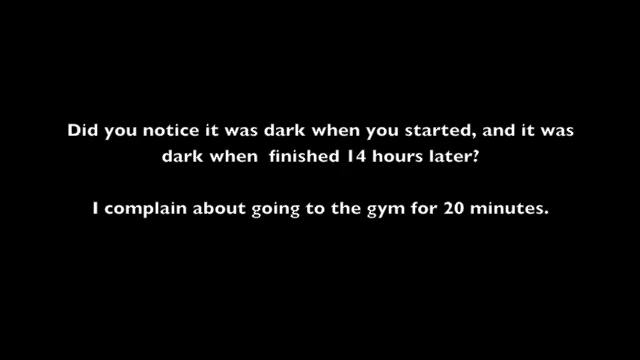 Did you notice it was dark when you started, and it was
dark when  finished 14 hours later?
I complain about going to the gym for 20 minutes.